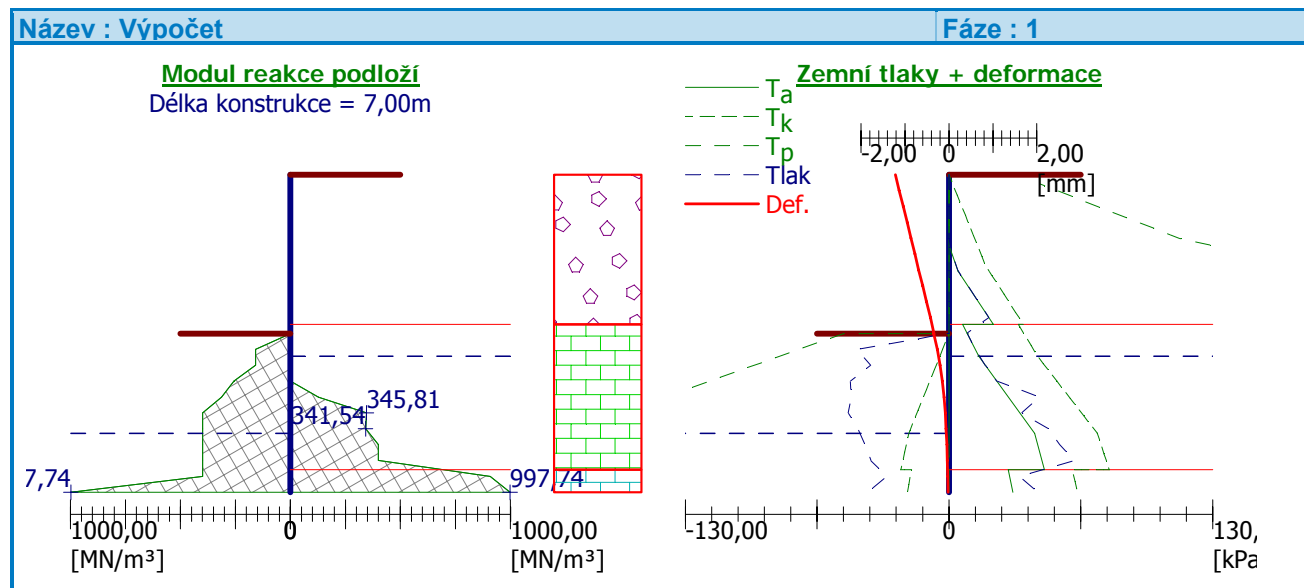 Název : Výpočet
Fáze : 1
Modul reakce podloží
Délka konstrukce = 7,00m
Zemní tlaky + deformace
Ta
Tk
Tp
Tlak
Def.
-2,00
0
2,00
[mm]
345,81
341,54
7,74
997,74
1000,00
0
1000,00
[MN/m³]
[MN/m³]
-130,00
0
130,
[kPa